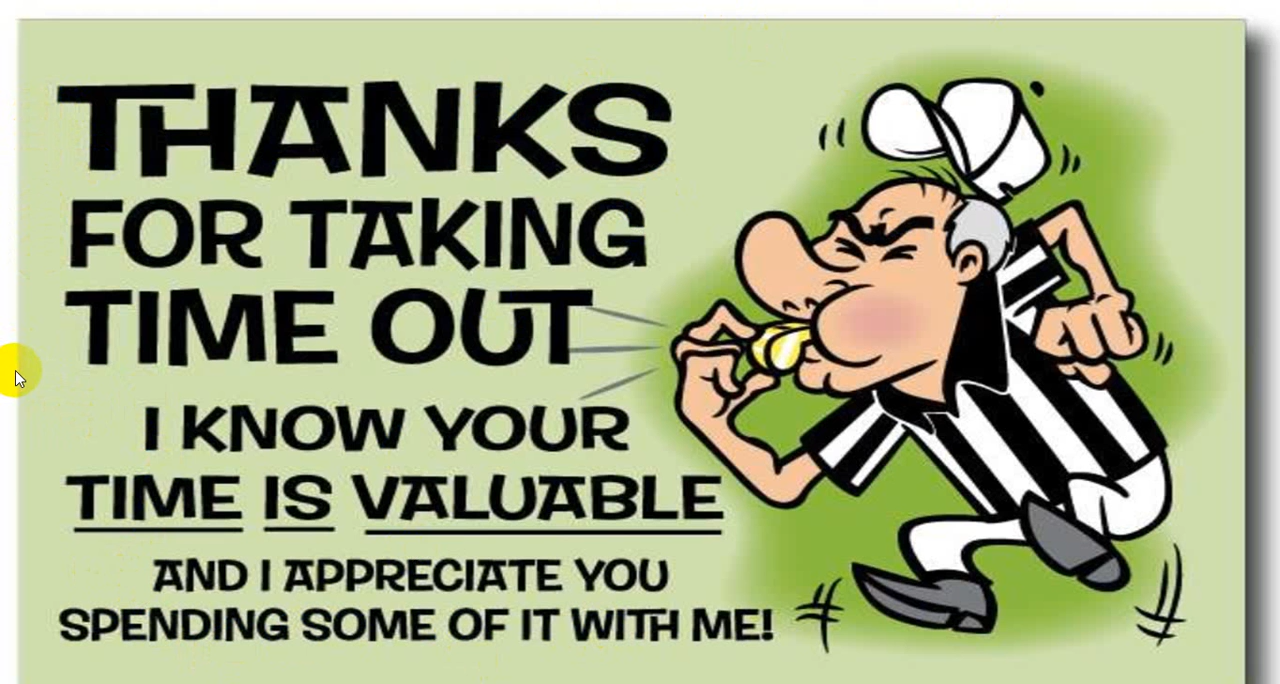 THANKS
FOR TAKING
TIME OUT
I KNOW YOUR
TIME IS VALUABLE
AND I APPRECIATE YOU
SPENDING SOME OF IT WITH ME!